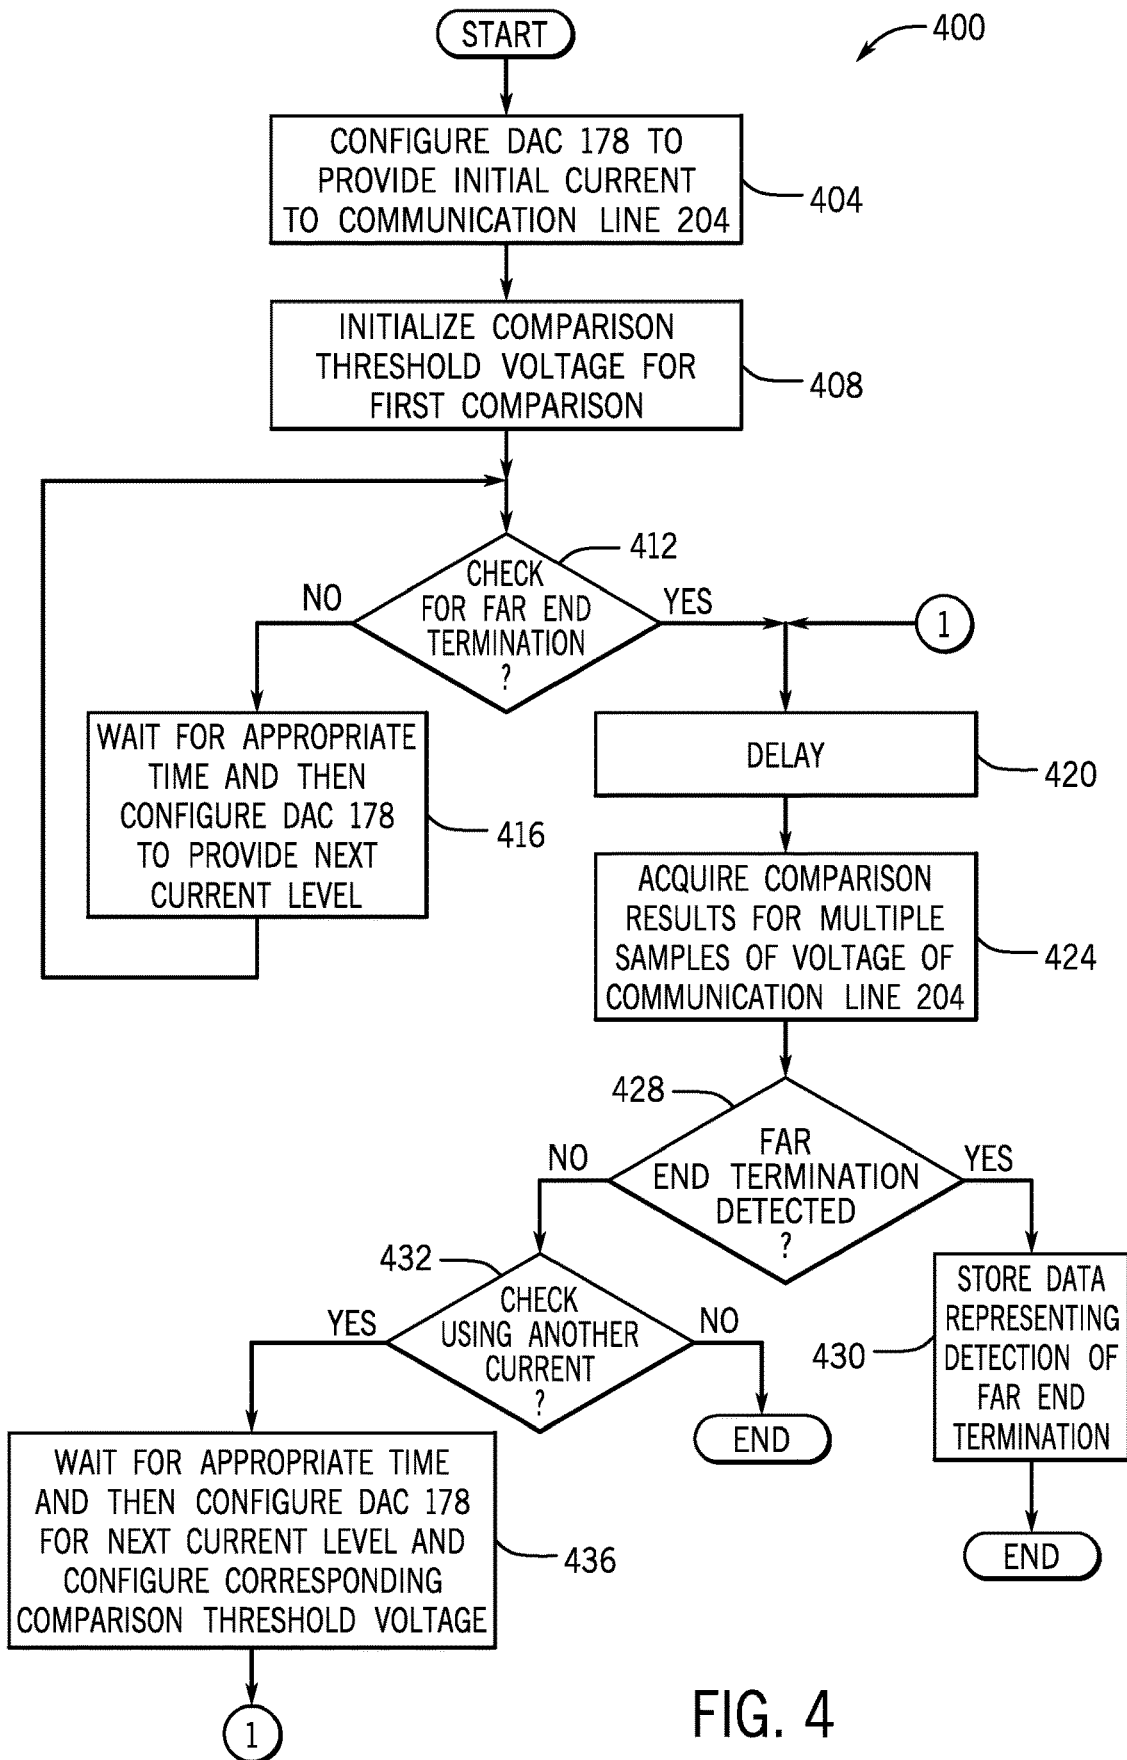 START
400
CONFIGURE DAC 178 TO
PROVIDE INITIAL CURRENT
TO COMMUNICATION LINE 204
404
INITIALIZE COMPARISON
THRESHOLD VOLTAGE FOR
FIRST COMPARISON
408
412
CHECK
FOR FAR END
TERMINATION
?
NO
YES
1
WAIT FOR APPROPRIATE
TIME AND THEN
CONFIGURE DAC 178
TO PROVIDE NEXT
CURRENT LEVEL
416
DELAY
420
ACQUIRE COMPARISON
RESULTS FOR MULTIPLE
SAMPLES OF VOLTAGE OF
COMMUNICATION LINE 204
424
428
FAR
END TERMINATION
DETECTED
?
NO
YES
432
CHECK
USING ANOTHER
CURRENT
?
YES
NO
END
STORE DATA
REPRESENTING
DETECTION OF
FAR END
TERMINATION
430
END
WAIT FOR APPROPRIATE TIME
AND THEN CONFIGURE DAC 178
FOR NEXT CURRENT LEVEL AND
CONFIGURE CORRESPONDING
COMPARISON THRESHOLD VOLTAGE
436
1
FIG. 4